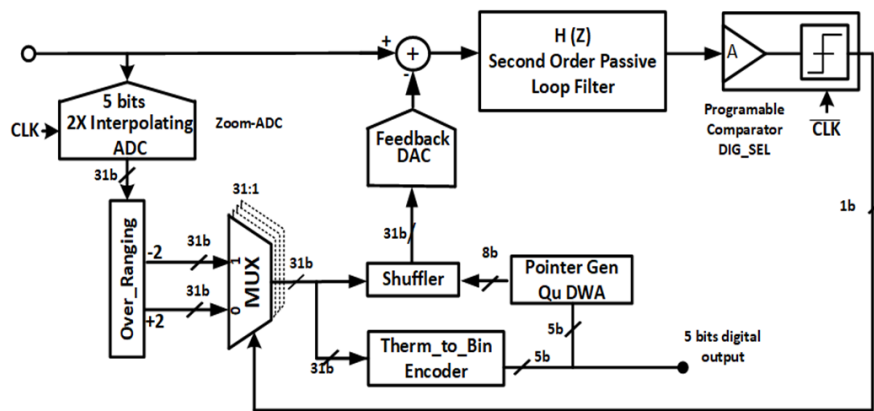 +
-
H (Z)
Second Order Passive
Loop Filter
A
5 bits
2X Interpolating
ADC
CLK
Zoom-ADC
Feedback
DAC
Programable
Comparator
DIG_SEL
CLK
31b
31:1
1b
Over_Ranging
-2
31b
1
MUX
0
31b
+2
31b
31b
Shuffler
8b
Pointer Gen
Qu DWA
5b
31b
Therm_to_Bin
Encoder
5b
5 bits digital
output